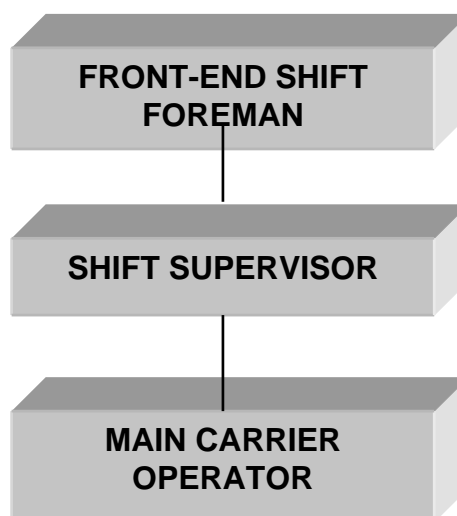 FRONT-END SHIFT
FOREMAN
SHIFT SUPERVISOR
MAIN CARRIER
OPERATOR